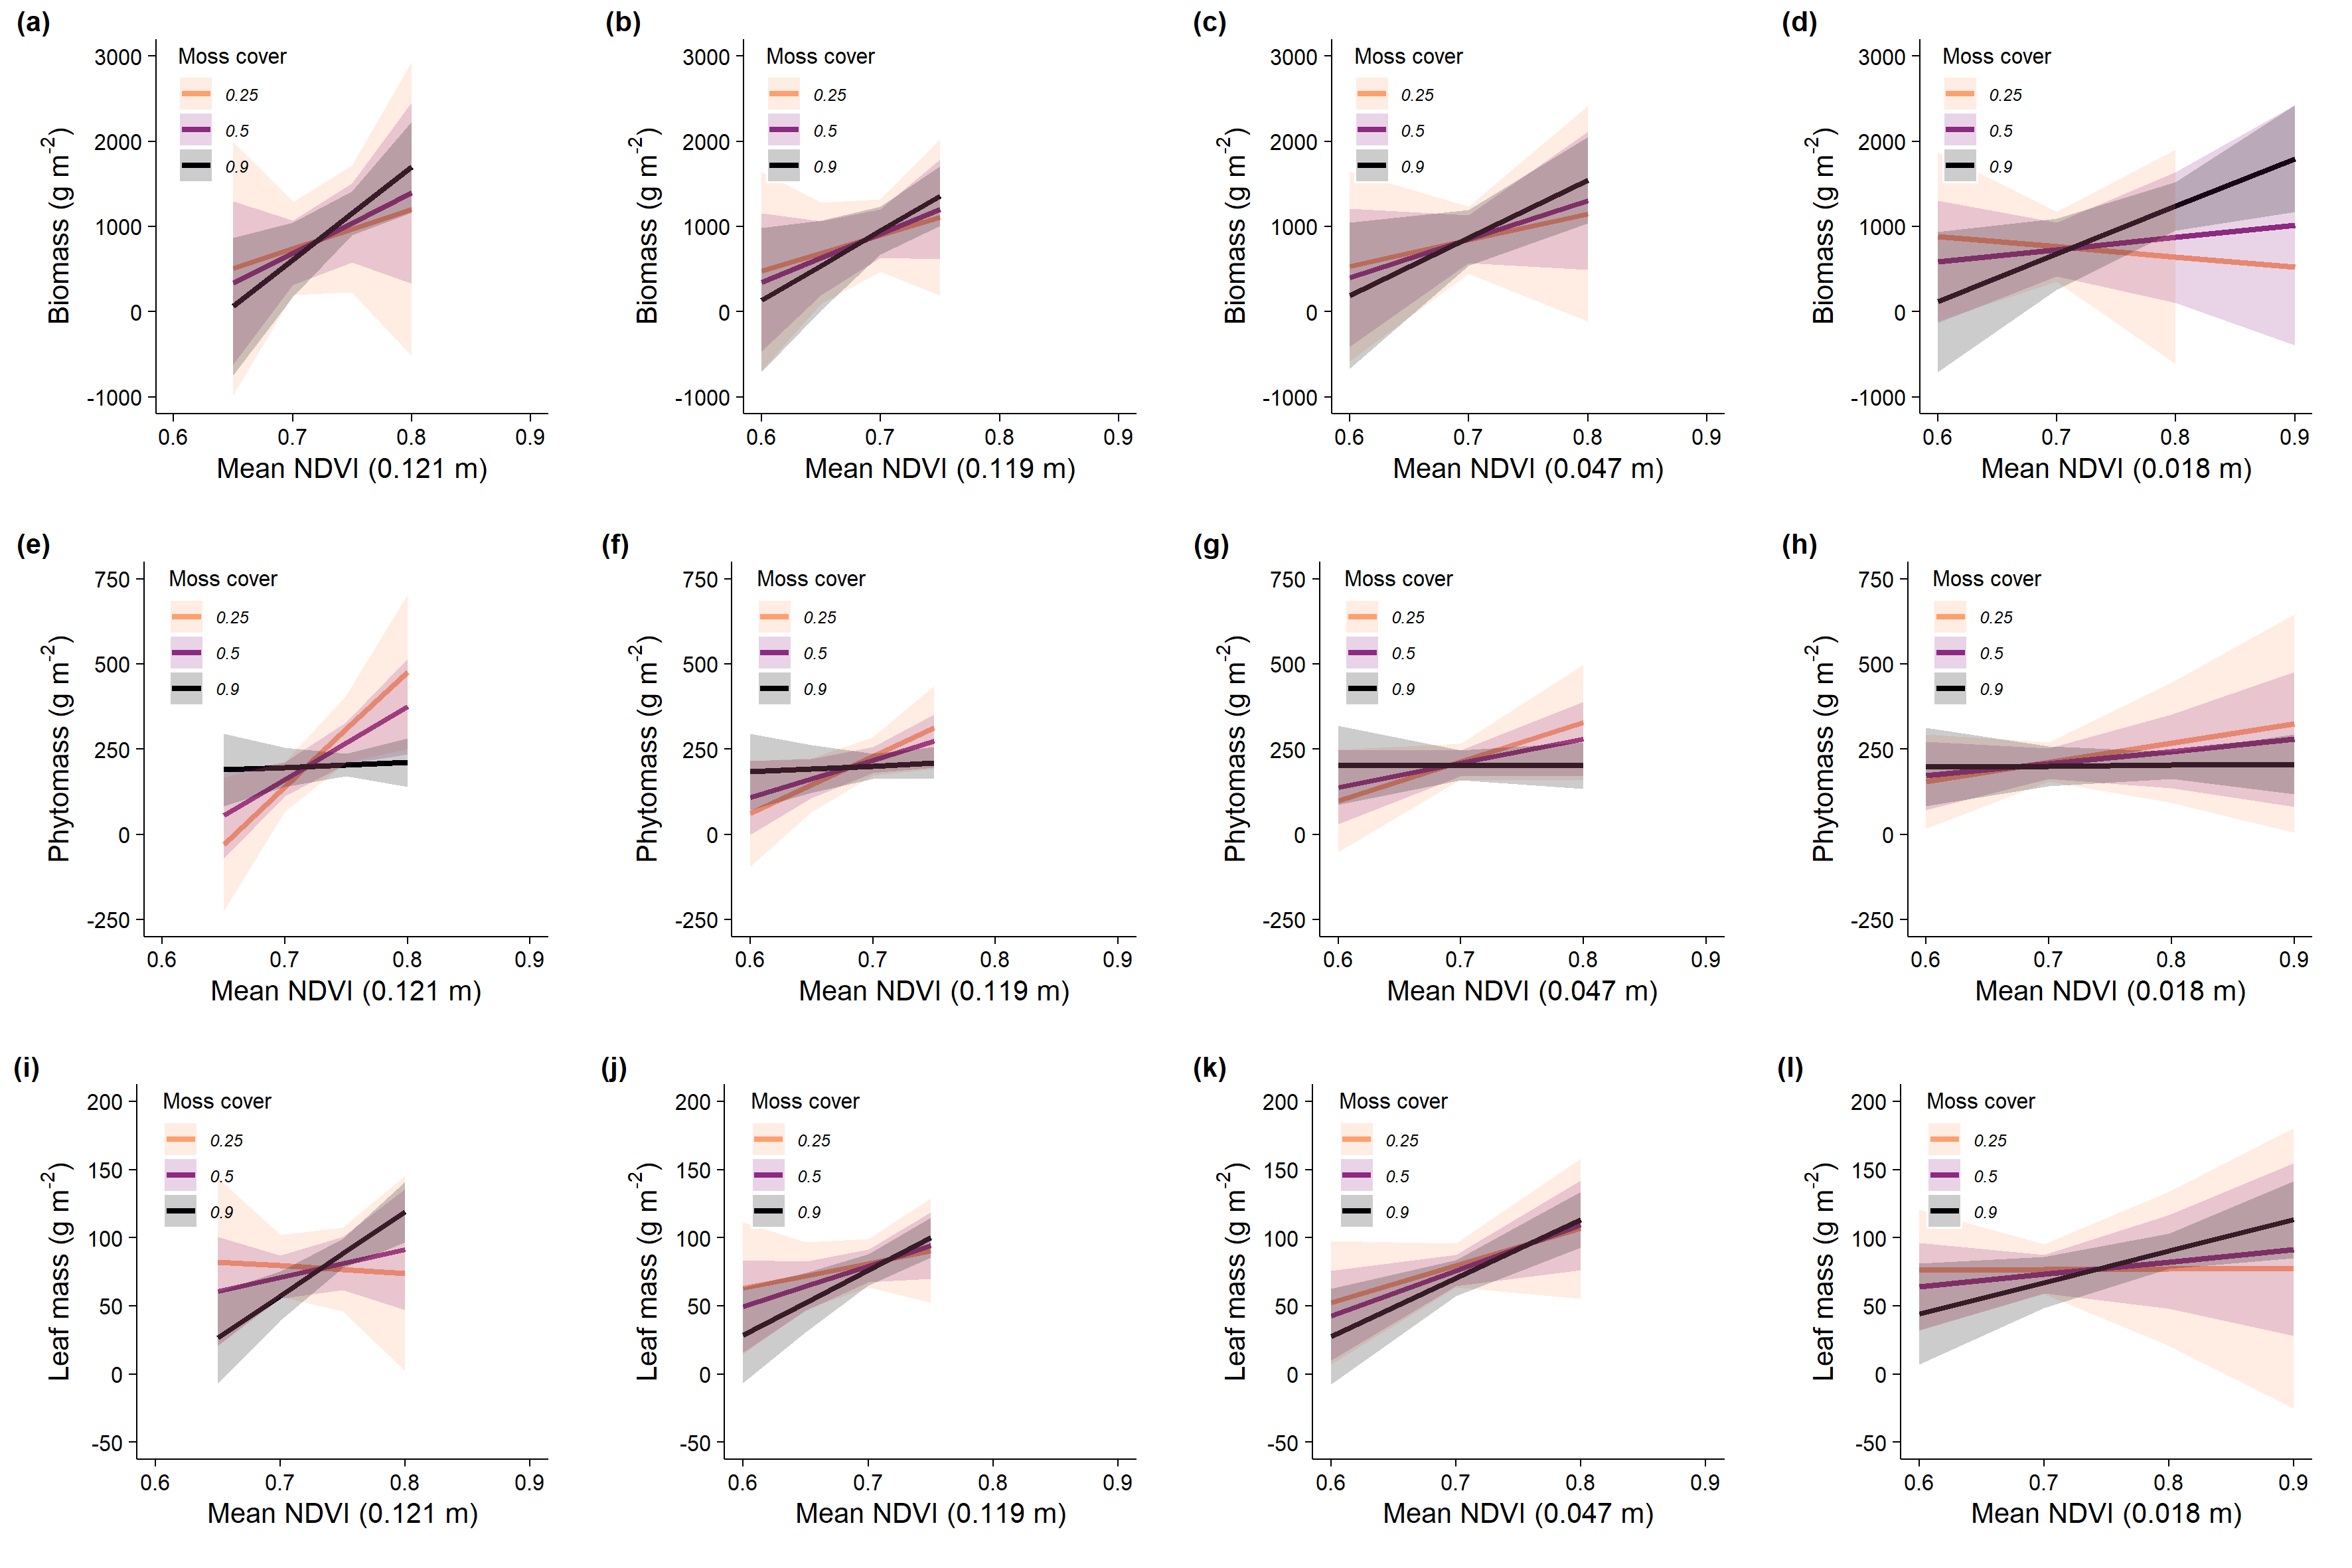 (a)
Moss cover
0.25
0.5
0.9
3000
2000
1000
0
-1000
Biomass (g m-2)
0.6 0.7 0.8 0.9
Mean NDVI (0.121 m)
(b)
Moss cover
0.25
0.5
0.9
3000
2000
1000
0
-1000
Biomass (g m-2)
0.6 0.7 0.8 0.9
Mean NDVI (0.119 m)
(c)
Moss cover
0.25
0.5
0.9
3000
2000
1000
0
-1000
Biomass (g m-2)
0.6 0.7 0.8 0.9
Mean NDVI (0.047 m)
(d)
Moss cover
0.25
0.5
0.9
3000
2000
1000
0
-1000
Biomass (g m-2)
0.6 0.7 0.8 0.9
Mean NDVI (0.018 m)
(e)
Moss cover
0.25
0.5
0.9
750
500
250
0
-250
Phytomass (g m-2)
0.6 0.7 0.8 0.9
Mean NDVI (0.121 m)
(f)
Moss cover
0.25
0.5
0.9
750
500
250
0
-250
Phytomass (g m-2)
0.6 0.7 0.8 0.9
Mean NDVI (0.119 m)
(g)
Moss cover
0.25
0.5
0.9
750
500
250
0
-250
Phytomass (g m-2)
0.6 0.7 0.8 0.9
Mean NDVI (0.047 m)
(h)
Moss cover
0.25
0.5
0.9
750
500
250
0
-250
Phytomass (g m-2)
0.6 0.7 0.8 0.9
Mean NDVI (0.018 m)
(i)
Moss cover
0.25
0.5
0.9
200
150
100
50
0
-50
Leaf mass (g m-2)
0.6 0.7 0.8 0.9
Mean NDVI (0.121 m)
(j)
Moss cover
0.25
0.5
0.9
200
150
100
50
0
-50
Leaf mass (g m-2)
0.6 0.7 0.8 0.9
Mean NDVI (0.119 m)
(k)
Moss cover
0.25
0.5
0.9
200
150
100
50
0
-50
Leaf mass (g m-2)
0.6 0.7 0.8 0.9
Mean NDVI (0.047 m)
(l)
Moss cover
0.25
0.5
0.9
200
150
100
50
0
-50
Leaf mass (g m-2)
0.6 0.7 0.8 0.9
Mean NDVI (0.018 m)